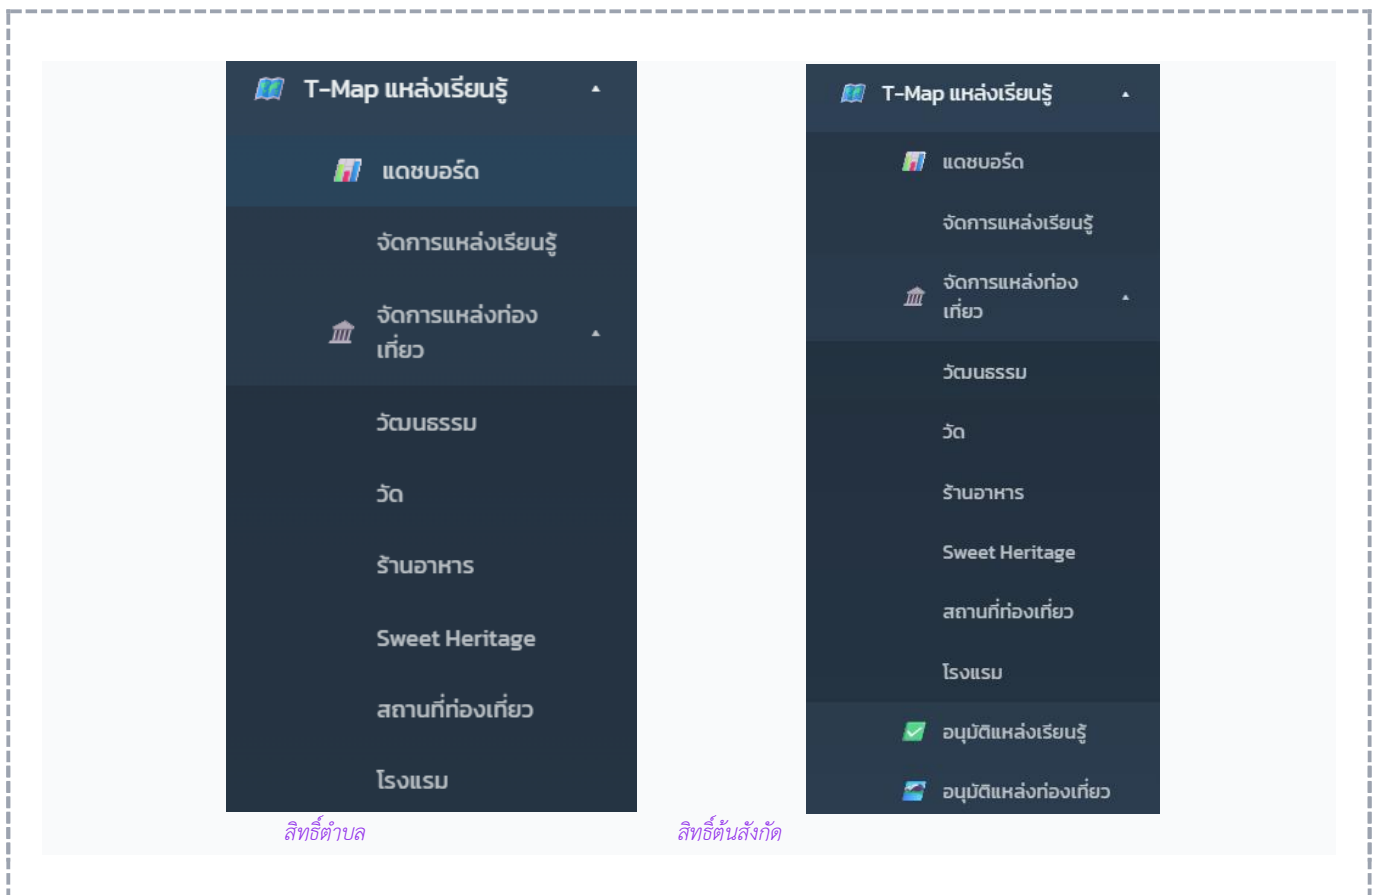 T-Map แหล่งเรียนรู้
แดชบอร์ด
จัดการแหล่งเรียนรู้
จัดการแหล่งท่อง
เที่ยว
วัฒนธรรม
วัด
ร้านอาหาร
Sweet Heritage
สถานที่ท่องเที่ยว
โรงแรม
สิทธิ์ตำบล
T-Map แหล่งเรียนรู้
แดชบอร์ด
จัดการแหล่งเรียนรู้
จัดการแหล่งท่อง
เที่ยว
วัฒนธรรม
วัด
ร้านอาหาร
Sweet Heritage
สถานที่ท่องเที่ยว
โรงแรม
อนุมัติแหล่งเรียนรู้
อนุมัติแหล่งท่องเที่ยว
สิทธิ์ต้นสังกัด